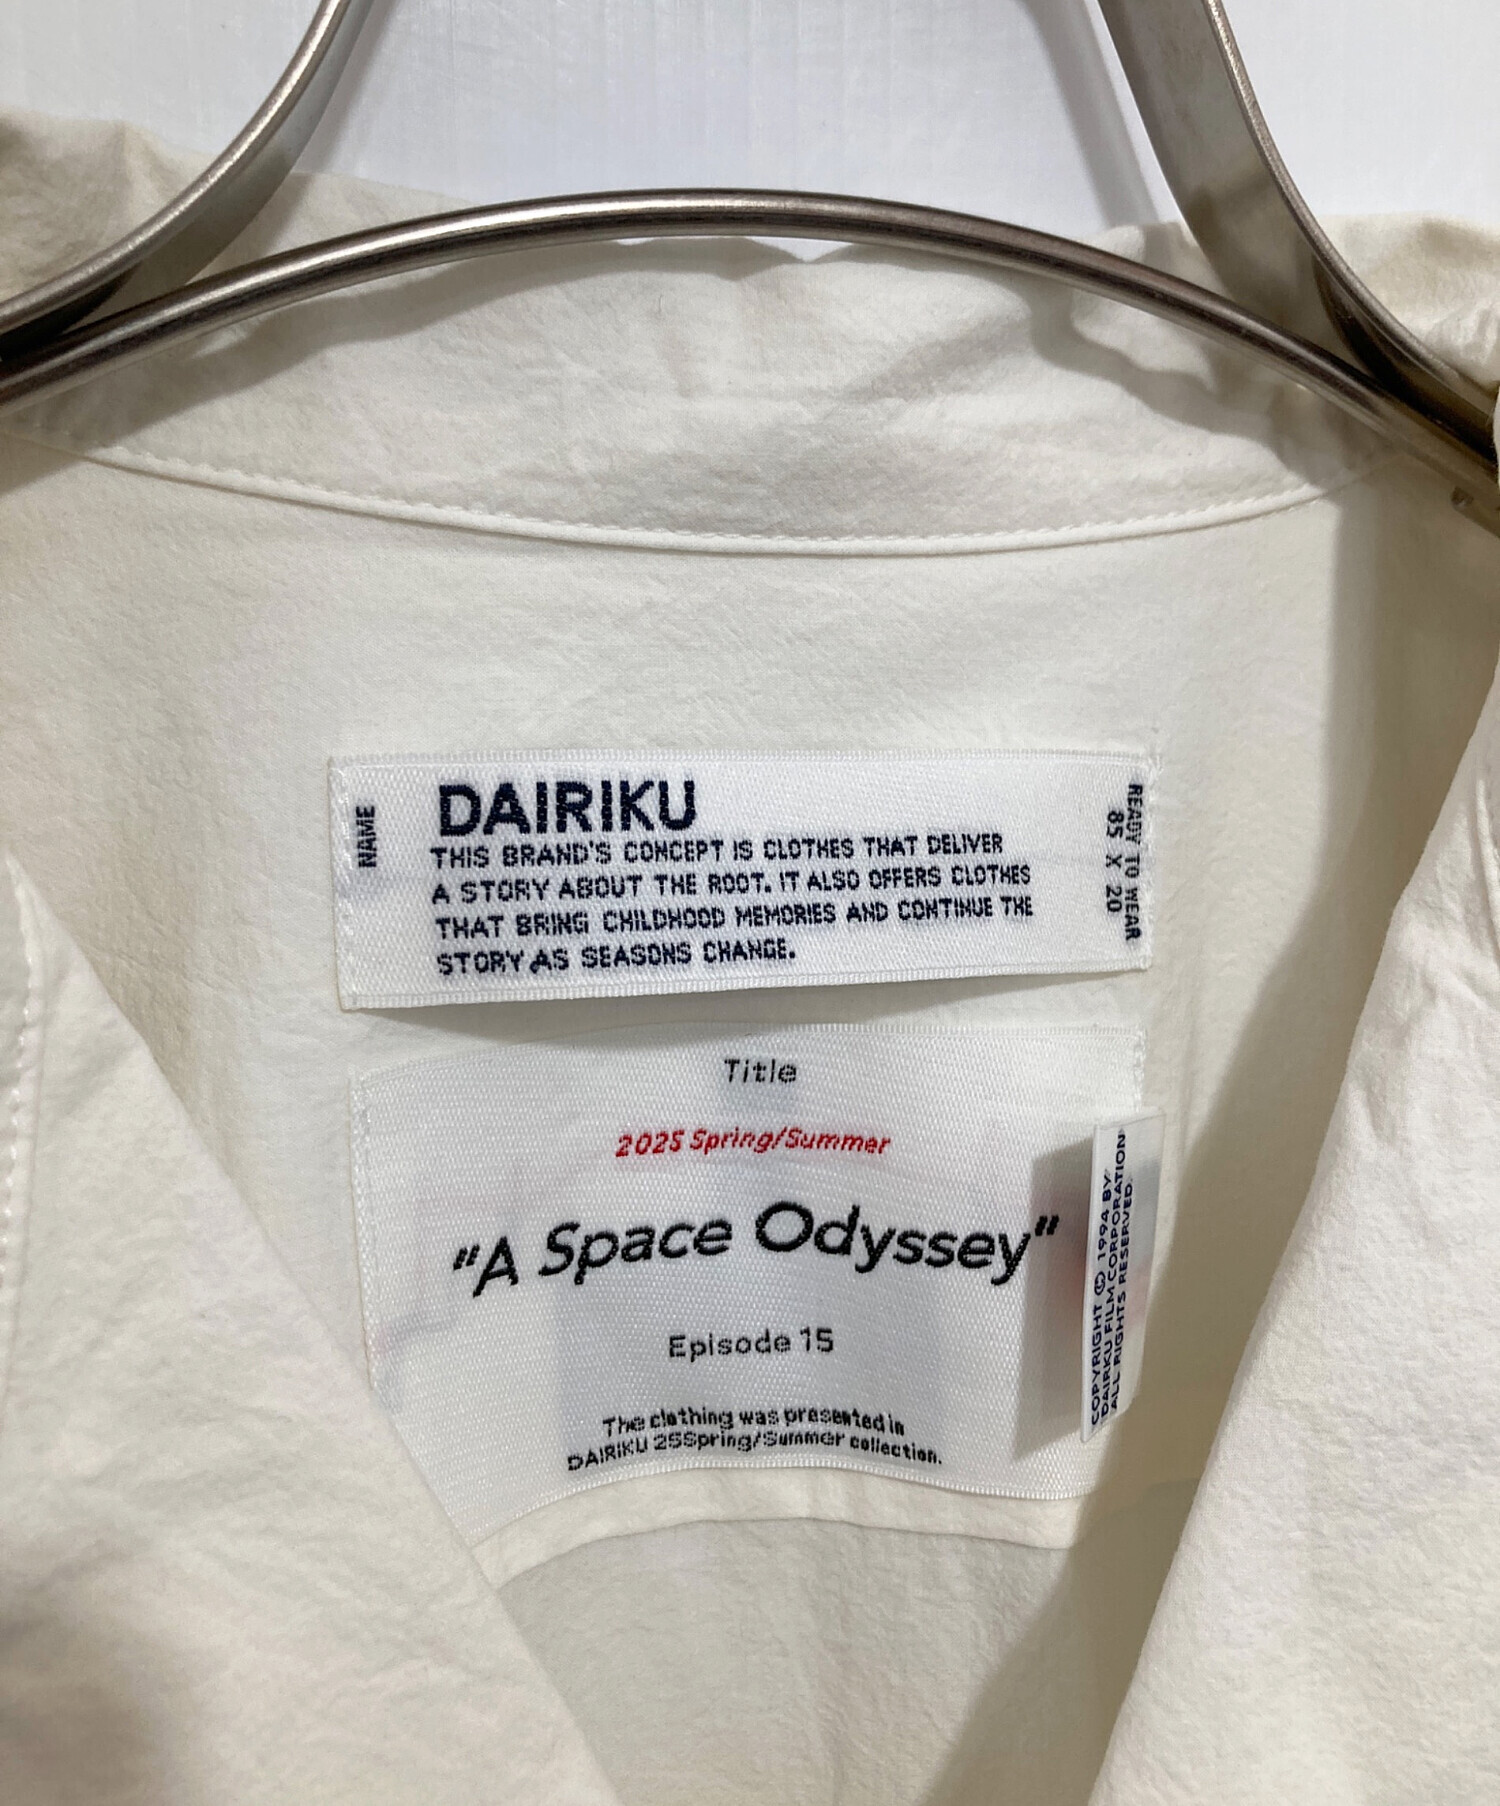 NAME
DAIRIKU
THIS BRAND'S CONCEPT IS CLOTHES THAT DELIVER
A STORY ABOUT THE ROOT. IT ALSO OFFERS CLOTHES
THAT BRING CHILDHOOD MEMORIES AND CONTINUE THE
STORY AS SEASONS CHANGE.
READY TO WEAR
85 X 20
Title
2025 Spring/Summer
"A Space Odyssey"
Episode 15
The clothing was presented in
DAIRIKU 25Spring/Summer collection.
COPYRIGHT © 1994 BY
DAIRIKU FILM CORPORATION
ALL RIGHTS RESERVED.